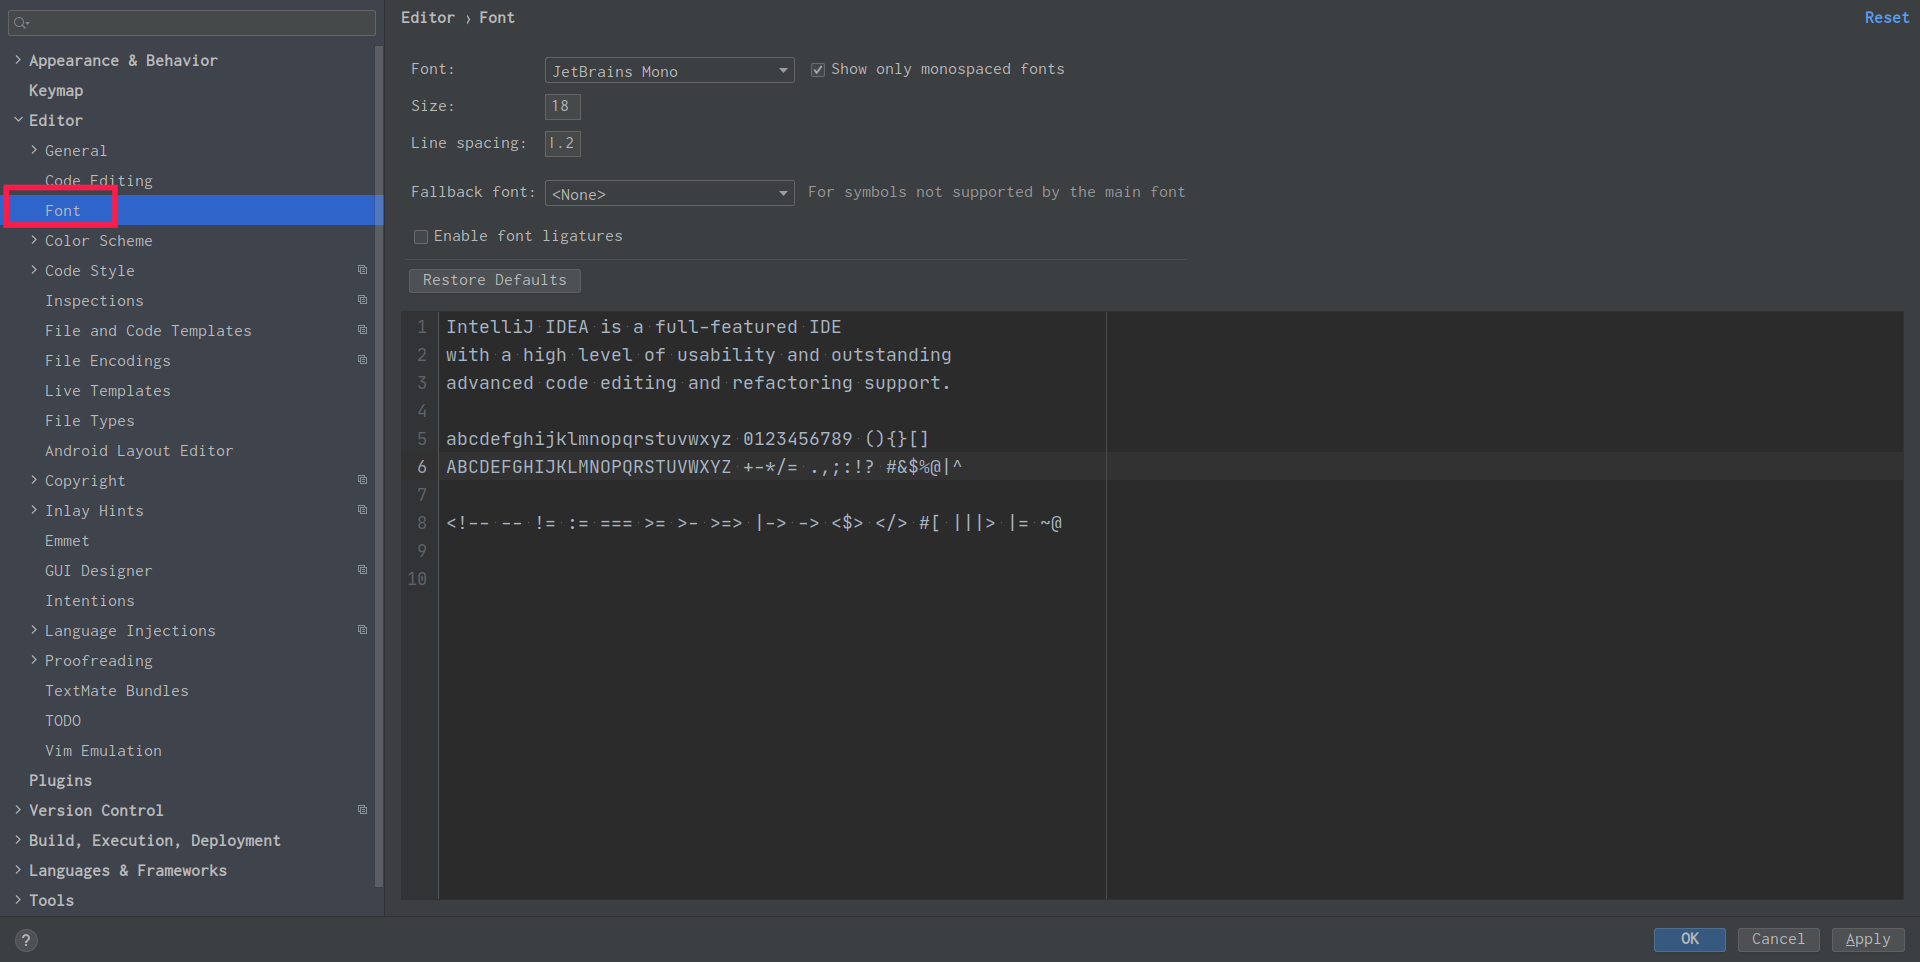 Appearance & Behavior
Keymap
Editor
General
Code Editing
Font
Color Scheme
Code Style
Inspections
File and Code Templates
File Encodings
Live Templates
File Types
Android Layout Editor
Copyright
Inlay Hints
Emmet
GUI Designer
Intentions
Language Injections
Proofreading
TextMate Bundles
TODO
Vim Emulation
Plugins
Version Control
Build, Execution, Deployment
Languages & Frameworks
Tools
?
Editor › Font
Reset
Font: JetBrains Mono Show only monospaced fonts
Size: 18
Line spacing: 1.2
Fallback font: <None> For symbols not supported by the main font
Enable font ligatures
Restore Defaults
1 IntelliJ IDEA is a full-featured IDE
2 with a high level of usability and outstanding
3 advanced code editing and refactoring support.
4
5 abcdefghijklmnopqrstuvwxyz 0123456789 (){}[]
6 ABCDEFGHIJKLMNOPQRSTUVWXYZ +-*/= .,;:!? #&$%@|^
7
8 <!-- -- != := === >= >- >=> |-> -> <$> </> #[ |||> |= ~@
9
10
OK Cancel Apply